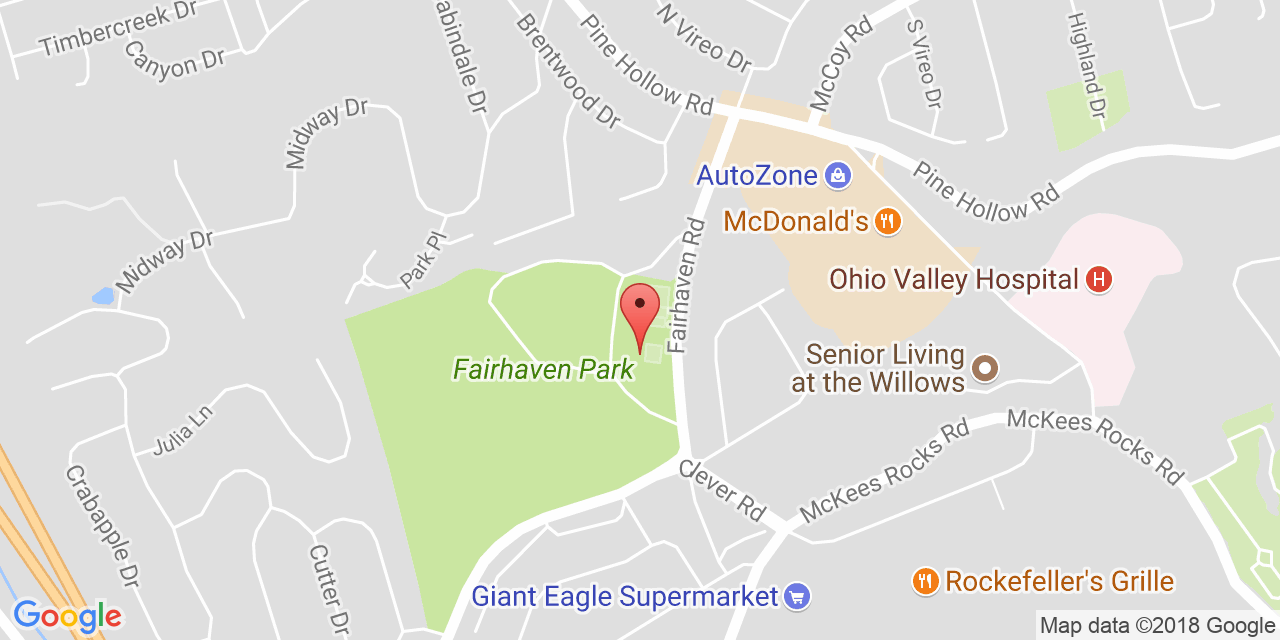 Timbercreek Dr
Canyon Dr
abindale Dr
Brentwood Dr
Pine Hollow Rd
N Vireo Dr
McCoy Rd
S Vireo Dr
Highland Dr
Midway Dr
AutoZone
Pine Hollow Rd
McDonald's
Midway Dr
Park Pl
Fairhaven Rd
Ohio Valley Hospital
Fairhaven Park
Senior Living
at the Willows
Julia Ln
McKees Rocks Rd
McKees Rocks Rd
Clever Rd
Crabapple Dr
Cutter Dr
Giant Eagle Supermarket
Rockefeller's Grille
Google
Map data ©2018 Google